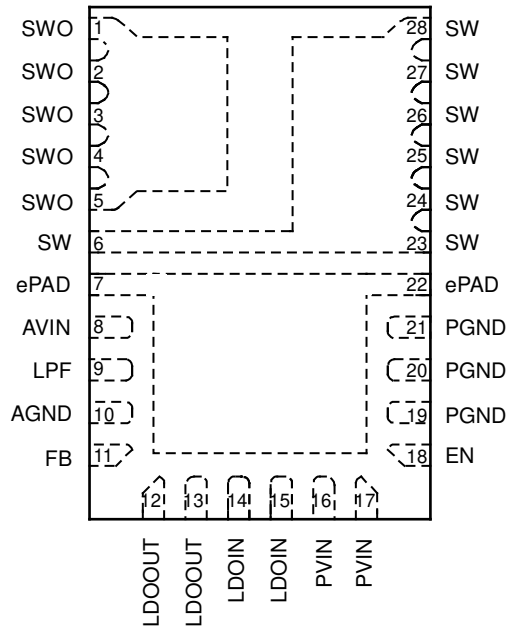 SWO 1 28 SW
SWO 2 27 SW
SWO 3 26 SW
SWO 4 25 SW
SWO 5 24 SW
SW 6 23 SW
ePAD 7 22 ePAD
AVIN 8 21 PGND
LPF 9 20 PGND
AGND 10 19 PGND
FB 11 18 EN
12 13 14 15 16 17
LDOOUT
LDOOUT
LDOIN
LDOIN
PVIN
PVIN